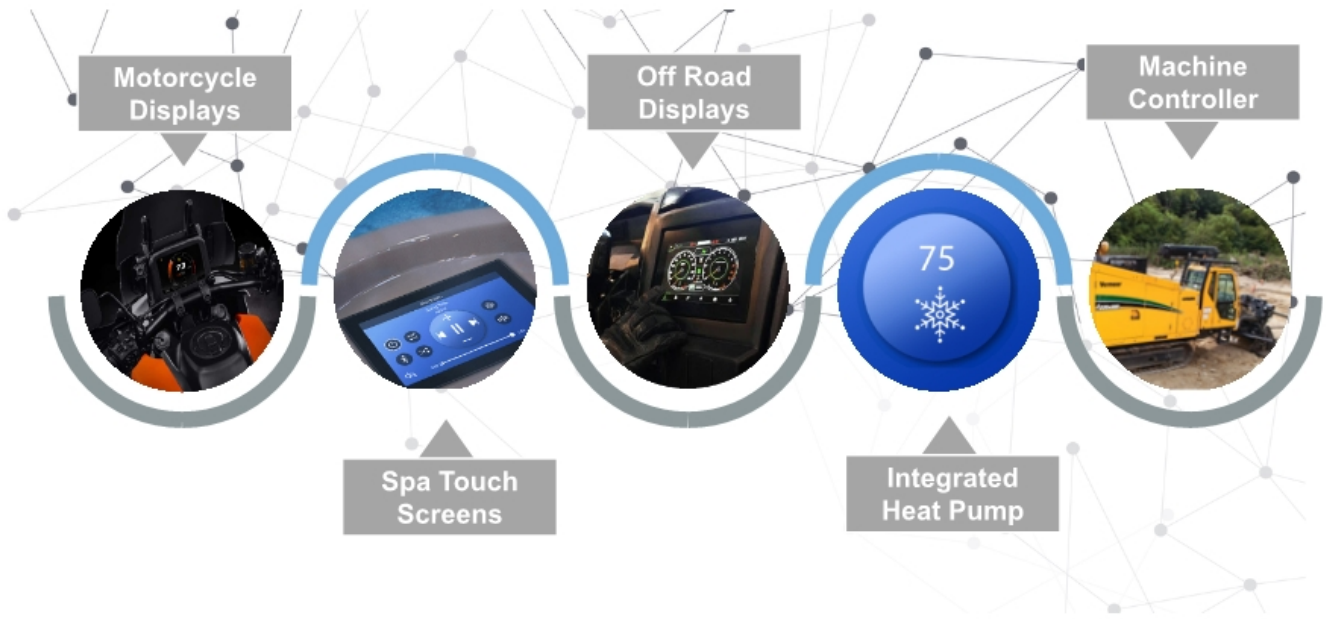 Motorcycle
Displays
Spa Touch
Screens
Off Road
Displays
75
Integrated
Heat Pump
Machine
Controller